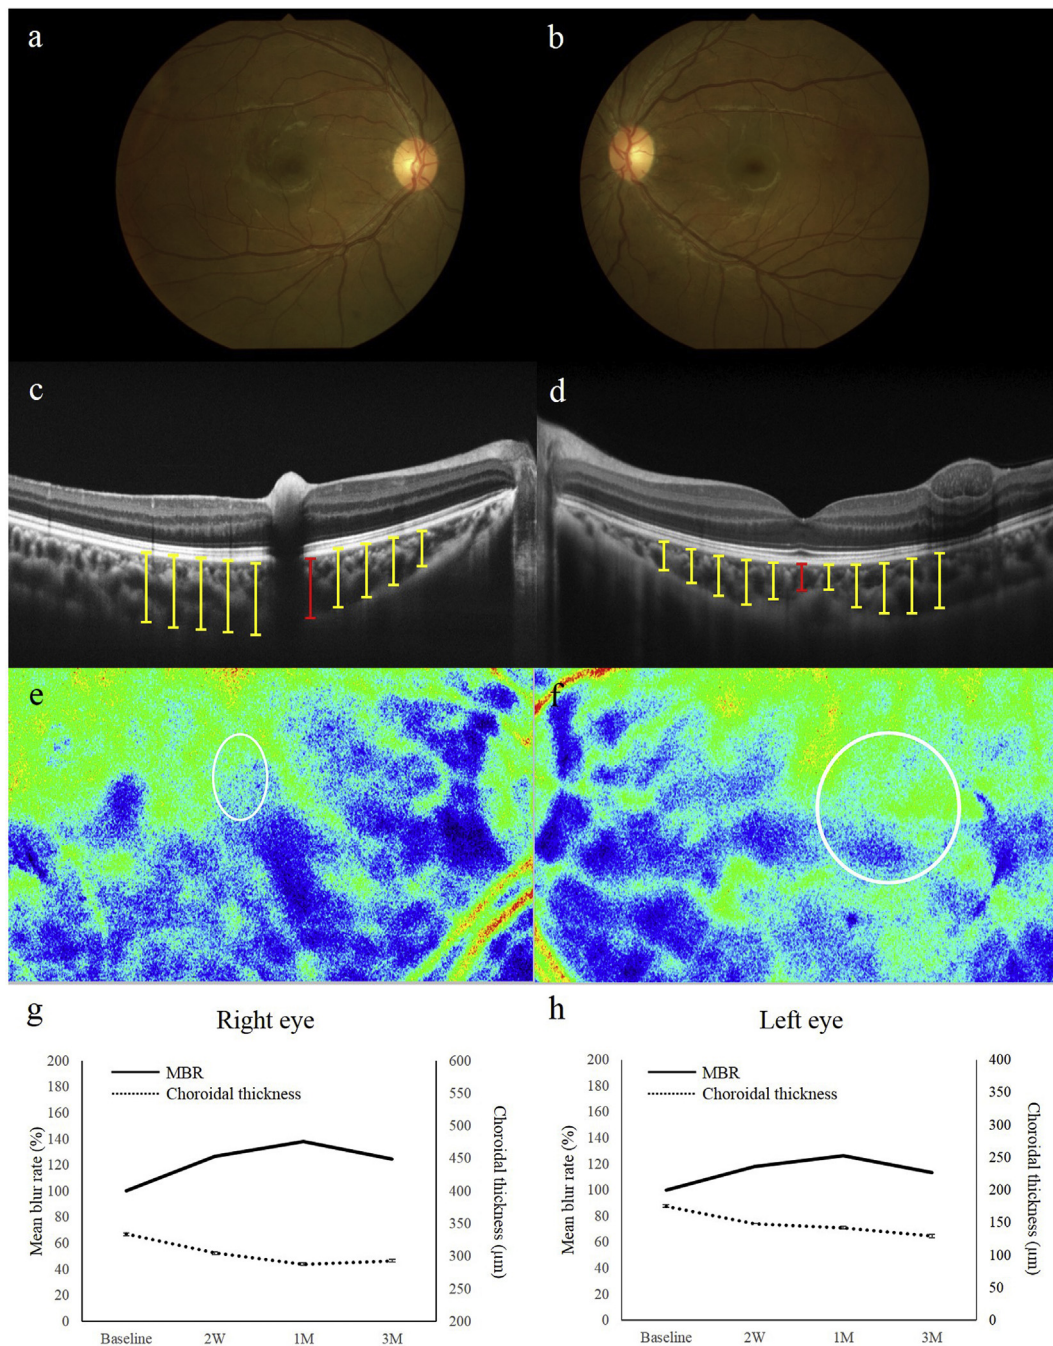 a
b
c
d
e
f
g
Right eye
MBR
Choroidal thickness
Mean blur rate (%)
200
180
160
140
120
100
80
60
40
20
0
600
550
500
450
400
350
300
250
200
Choroidal thickness (μm)
Baseline
2W
1M
3M
h
Left eye
MBR
Choroidal thickness
Mean blur rate (%)
200
180
160
140
120
100
80
60
40
20
0
400
350
300
250
200
150
100
50
0
Choroidal thickness (μm)
Baseline
2W
1M
3M